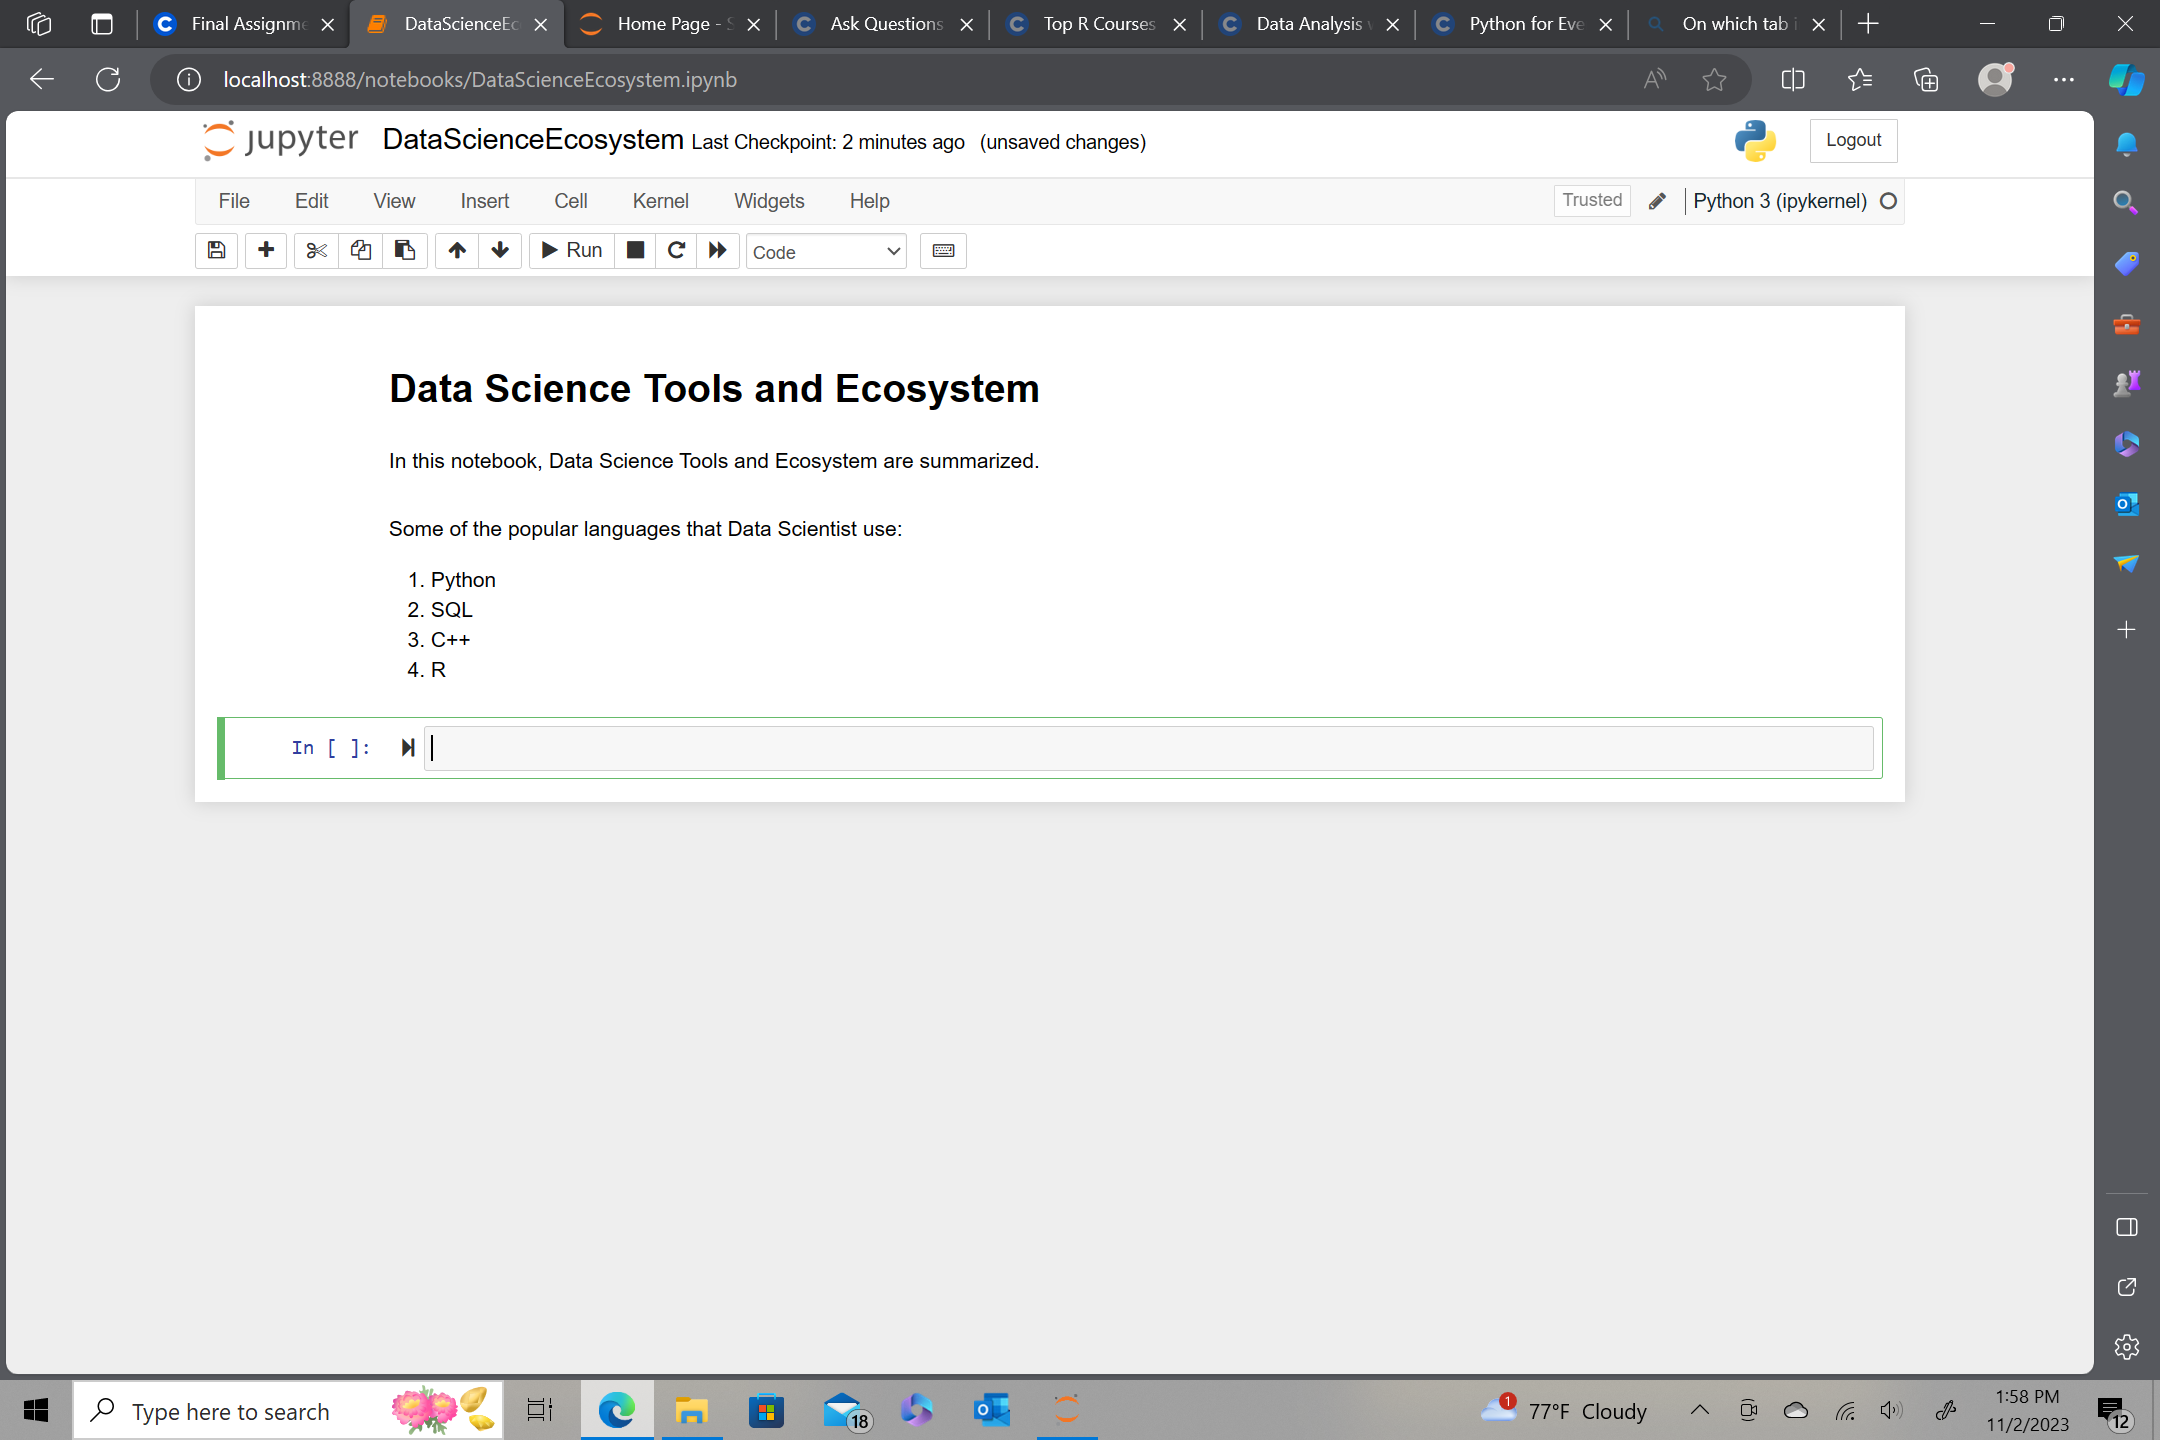 Final Assignme
DataScienceEc
Home Page - S
Ask Questions
Top R Courses
Data Analysis
Python for Eve
On which tab i
localhost:8888/notebooks/DataScienceEcosystem.ipynb
jupyter DataScienceEcosystem Last Checkpoint: 2 minutes ago (unsaved changes)
Logout
File Edit View Insert Cell Kernel Widgets Help
Trusted
Python 3 (ipykernel)
Run
Code
Data Science Tools and Ecosystem
In this notebook, Data Science Tools and Ecosystem are summarized.
Some of the popular languages that Data Scientist use:
1. Python
2. SQL
3. C++
4. R
In [ ]:
Type here to search
18
1
77°F Cloudy
1:58 PM
11/2/2023
12